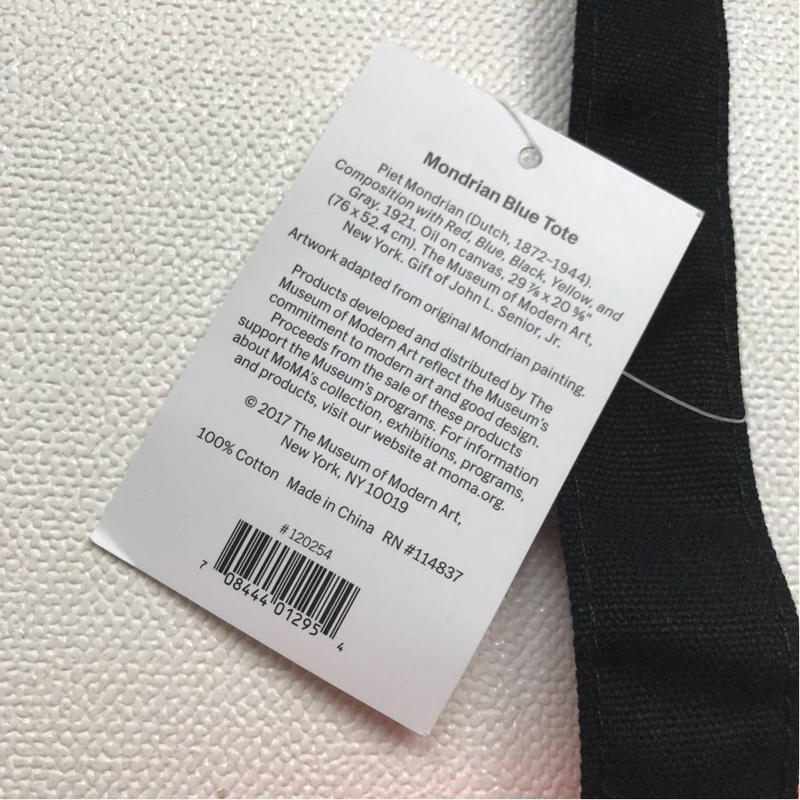 Mondrian Blue Tote
Piet Mondrian (Dutch, 1872–1944).
Composition with Red, Blue, Black, Yellow, and
Gray. 1921. Oil on canvas, 29 ⅞ x 20 ⅝"
(76 x 52.4 cm). The Museum of Modern Art,
New York. Gift of John L. Senior, Jr.
Artwork adapted from original Mondrian painting.
Products developed and distributed by The
Museum of Modern Art reflect the Museum's
commitment to modern art and good design.
Proceeds from the sale of these products
support the Museum's programs. For information
about MoMA's collection, exhibitions, programs,
and products, visit our website at moma.org.
© 2017 The Museum of Modern Art,
New York, NY 10019
100% Cotton Made in China RN #114837
#120254
7 08444 01295 4